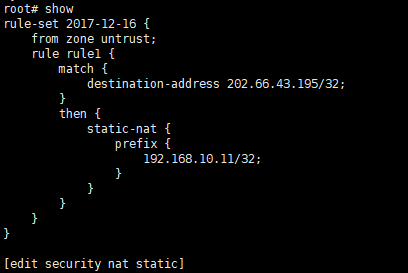 root# show
rule-set 2017-12-16 {
    from zone untrust;
    rule rule1 {
        match {
            destination-address 202.66.43.195/32;
        }
        then {
            static-nat {
                prefix {
                    192.168.10.11/32;
                }
            }
        }
    }
}
[edit security nat static]